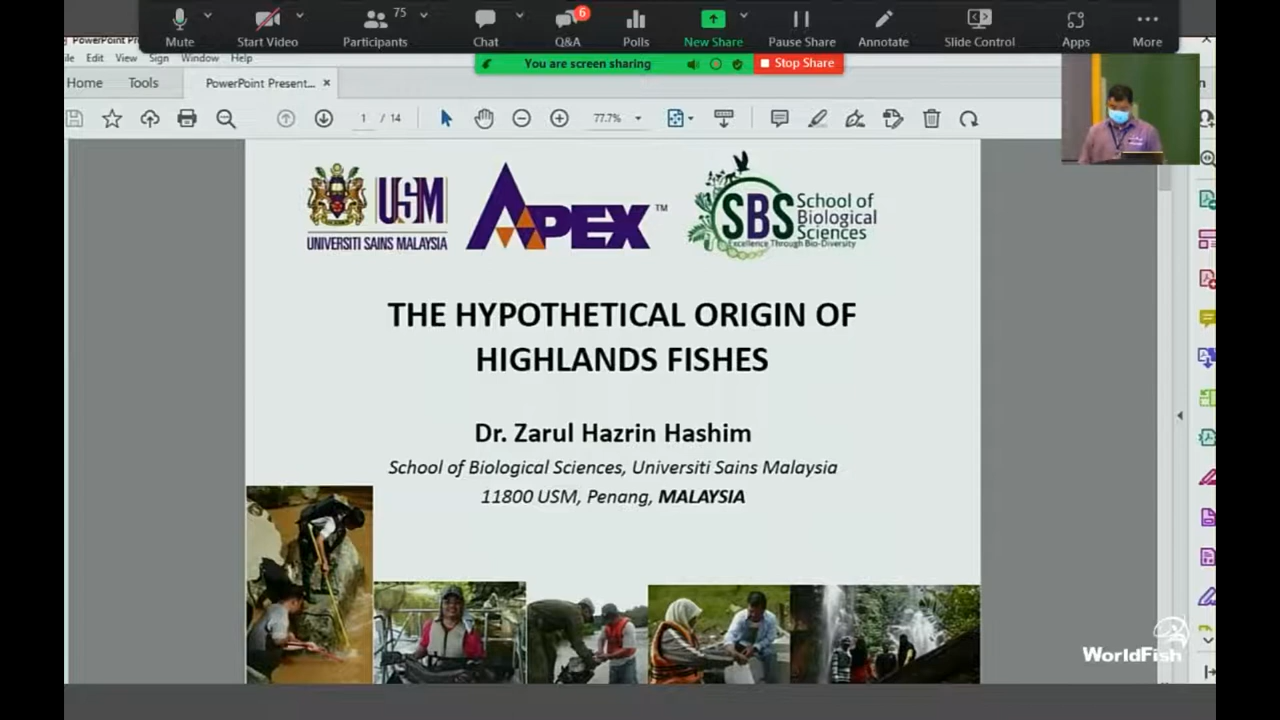 75
6
Mute
Start Video
Participants
Chat
Q&A
Polls
New Share
Pause Share
Annotate
Slide Control
Apps
More
You are screen sharing
Stop Share
Edit View Sign Window Help
Home
Tools
PowerPoint Present...
1 / 14
77.7%
USM
UNIVERSITI SAINS MALAYSIA
APEX™
SBS School of Biological Sciences
Excellence Through Bio-Diversity
THE HYPOTHETICAL ORIGIN OF
HIGHLANDS FISHES
Dr. Zarul Hazrin Hashim
School of Biological Sciences, Universiti Sains Malaysia
11800 USM, Penang, MALAYSIA
WorldFish